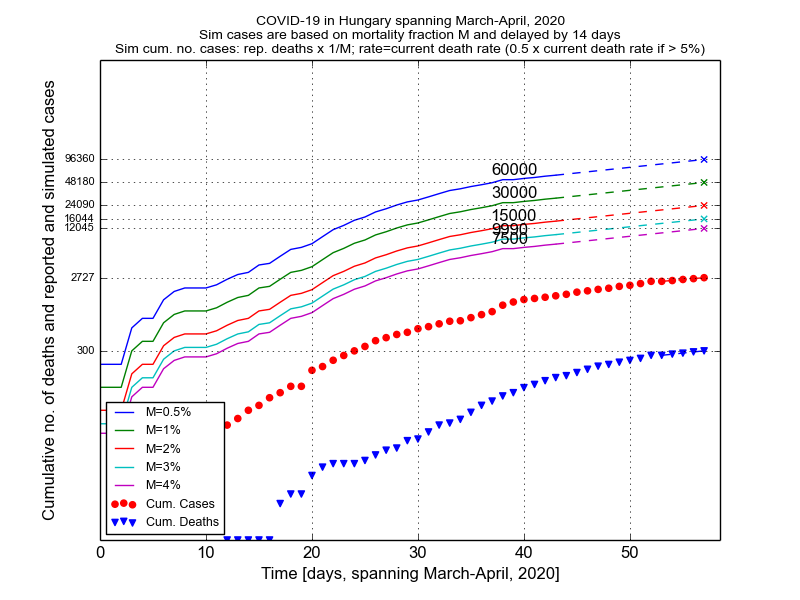 COVID-19 in Hungary spanning March-April, 2020
Sim cases are based on mortality fraction M and delayed by 14 days
Sim cum. no. cases: rep. deaths x 1/M; rate=current death rate (0.5 x current death rate if > 5%)
Cumulative no. of deaths and reported and simulated cases
96360
48180
24090
16044
12045
2727
300
60000
30000
15000
9990
7500
M=0.5%
M=1%
M=2%
M=3%
M=4%
Cum. Cases
Cum. Deaths
0 10 20 30 40 50
Time [days, spanning March-April, 2020]